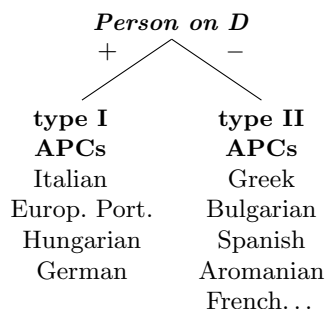 Person on D
+ −
type I type II
APCs APCs
Italian Greek
Europ. Port. Bulgarian
Hungarian Spanish
German Aromanian
French...